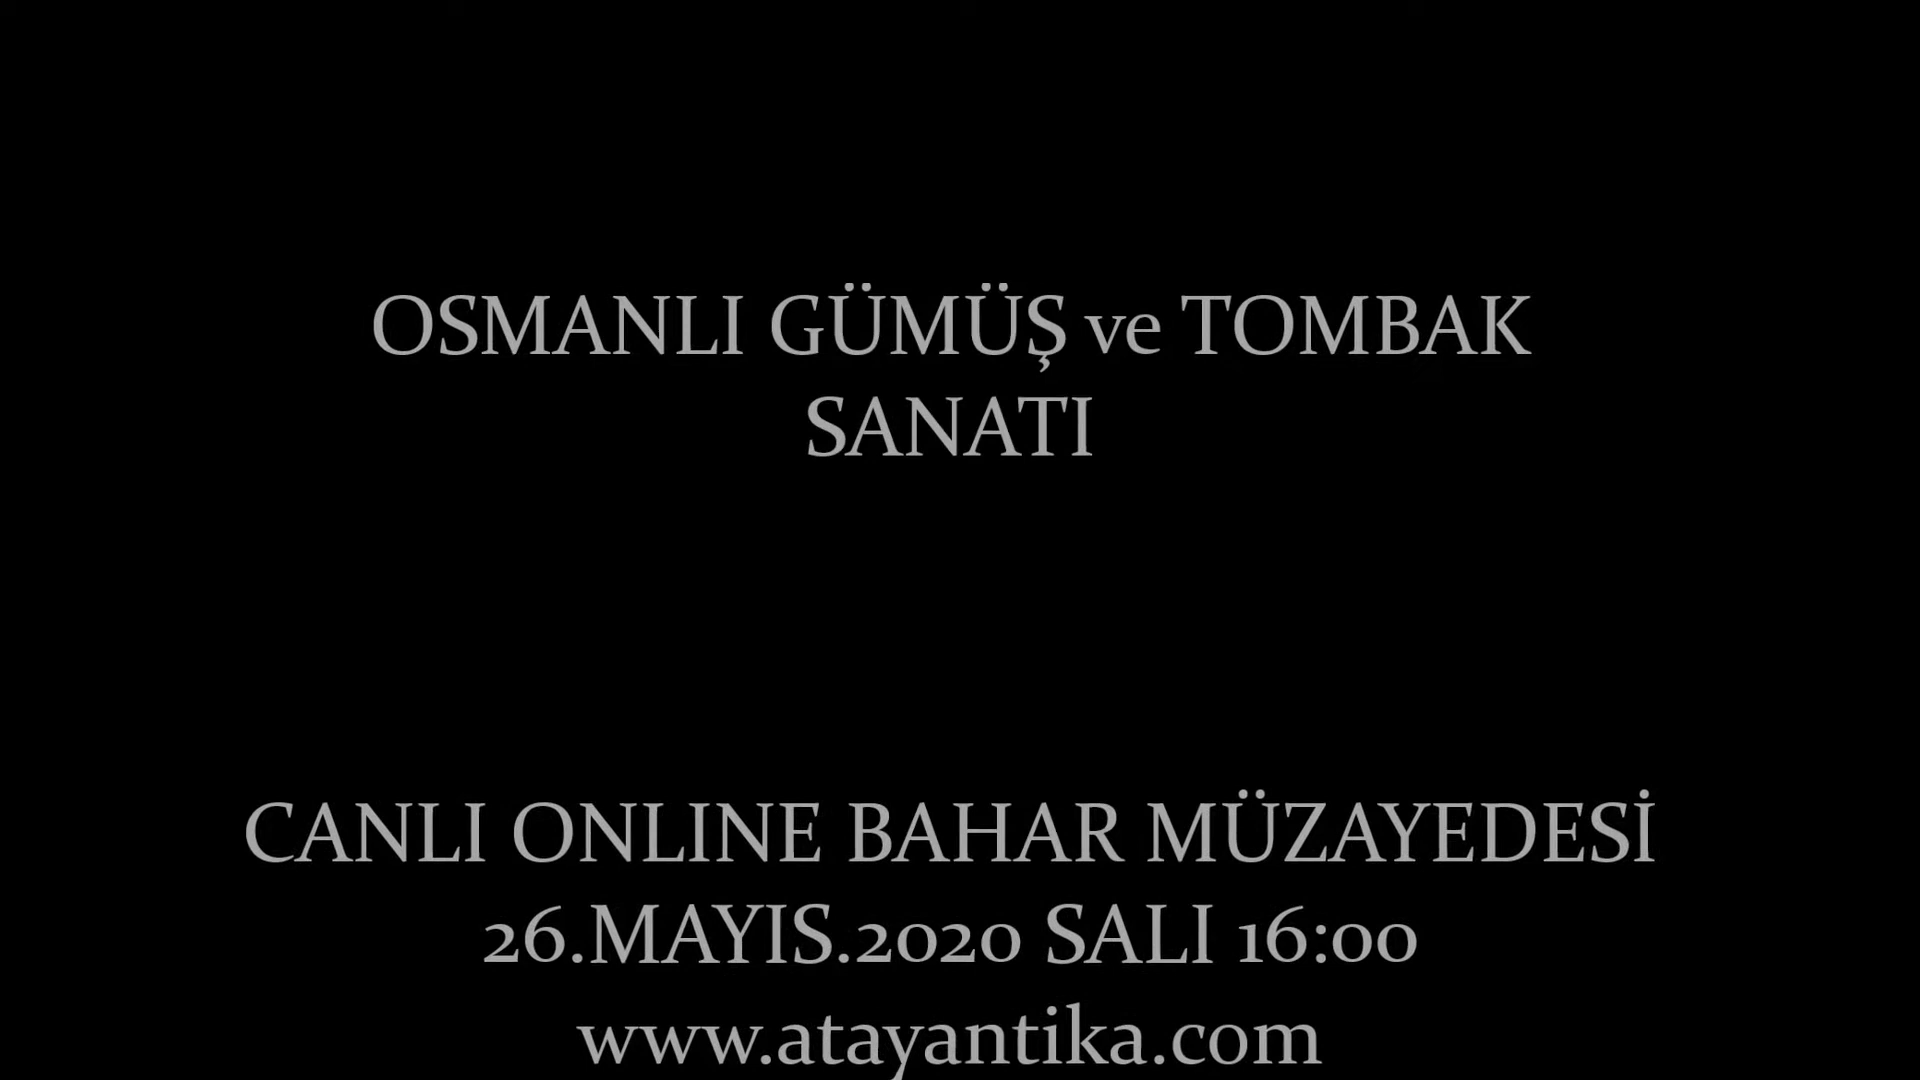 OSMANLI GÜMÜŞ ve TOMBAK
SANATI
CANLI ONLINE BAHAR MÜZAYEDESİ
26.MAYIS.2020 SALI 16:00
www.atayantika.com